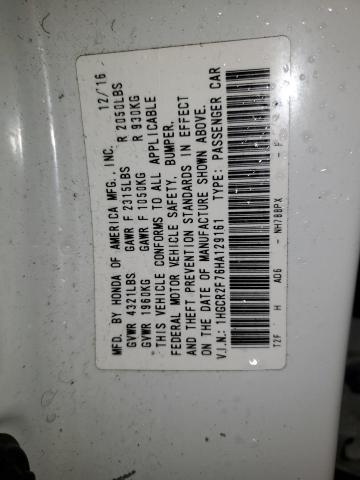 MFD. BY HONDA OF AMERICA MFG., INC. 12/16
GVWR 4321LBS GAWR F 2315LBS R 2050LBS
GVWR 1960KG GAWR F 1050KG R 930KG
THIS VEHICLE CONFORMS TO ALL APPLICABLE
FEDERAL MOTOR VEHICLE SAFETY, BUMPER,
AND THEFT PREVENTION STANDARDS IN EFFECT
ON THE DATE OF MANUFACTURE SHOWN ABOVE.
V.I.N.: 1HGCR2F76HA129161 TYPE: PASSENGER CAR
T2F H AD6 - NH788PX - F